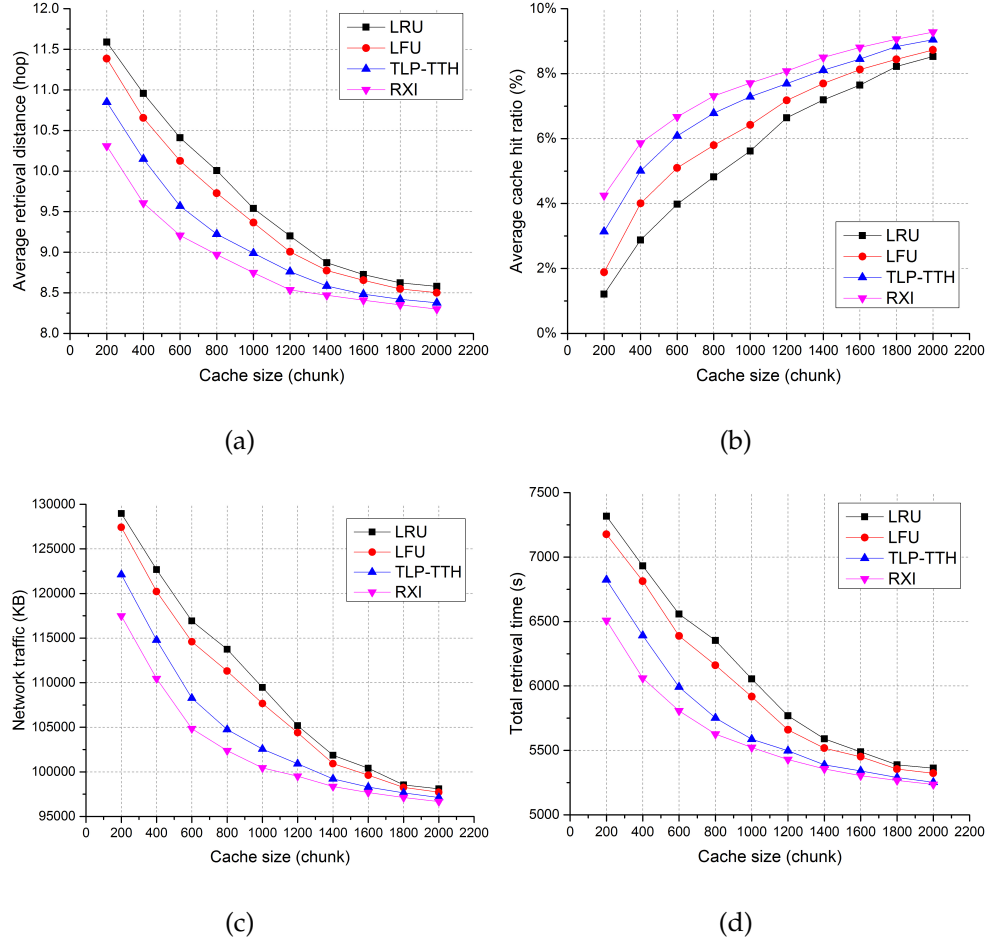 12.0
11.5
11.0
10.5
10.0
9.5
9.0
8.5
8.0
Average retrieval distance (hop)
LRU
LFU
TLP-TTH
RXI
0 200 400 600 800 1000 1200 1400 1600 1800 2000 2200
Cache size (chunk)
(a)
10%
8%
6%
4%
2%
0%
Average cache hit ratio (%)
LRU
LFU
TLP-TTH
RXI
0 200 400 600 800 1000 1200 1400 1600 1800 2000 2200
Cache size (chunk)
(b)
130000
125000
120000
115000
110000
105000
100000
95000
Network traffic (KB)
LRU
LFU
TLP-TTH
RXI
0 200 400 600 800 1000 1200 1400 1600 1800 2000 2200
Cache size (chunk)
(c)
7500
7000
6500
6000
5500
5000
Total retrieval time (s)
LRU
LFU
TLP-TTH
RXI
0 200 400 600 800 1000 1200 1400 1600 1800 2000 2200
Cache size (chunk)
(d)